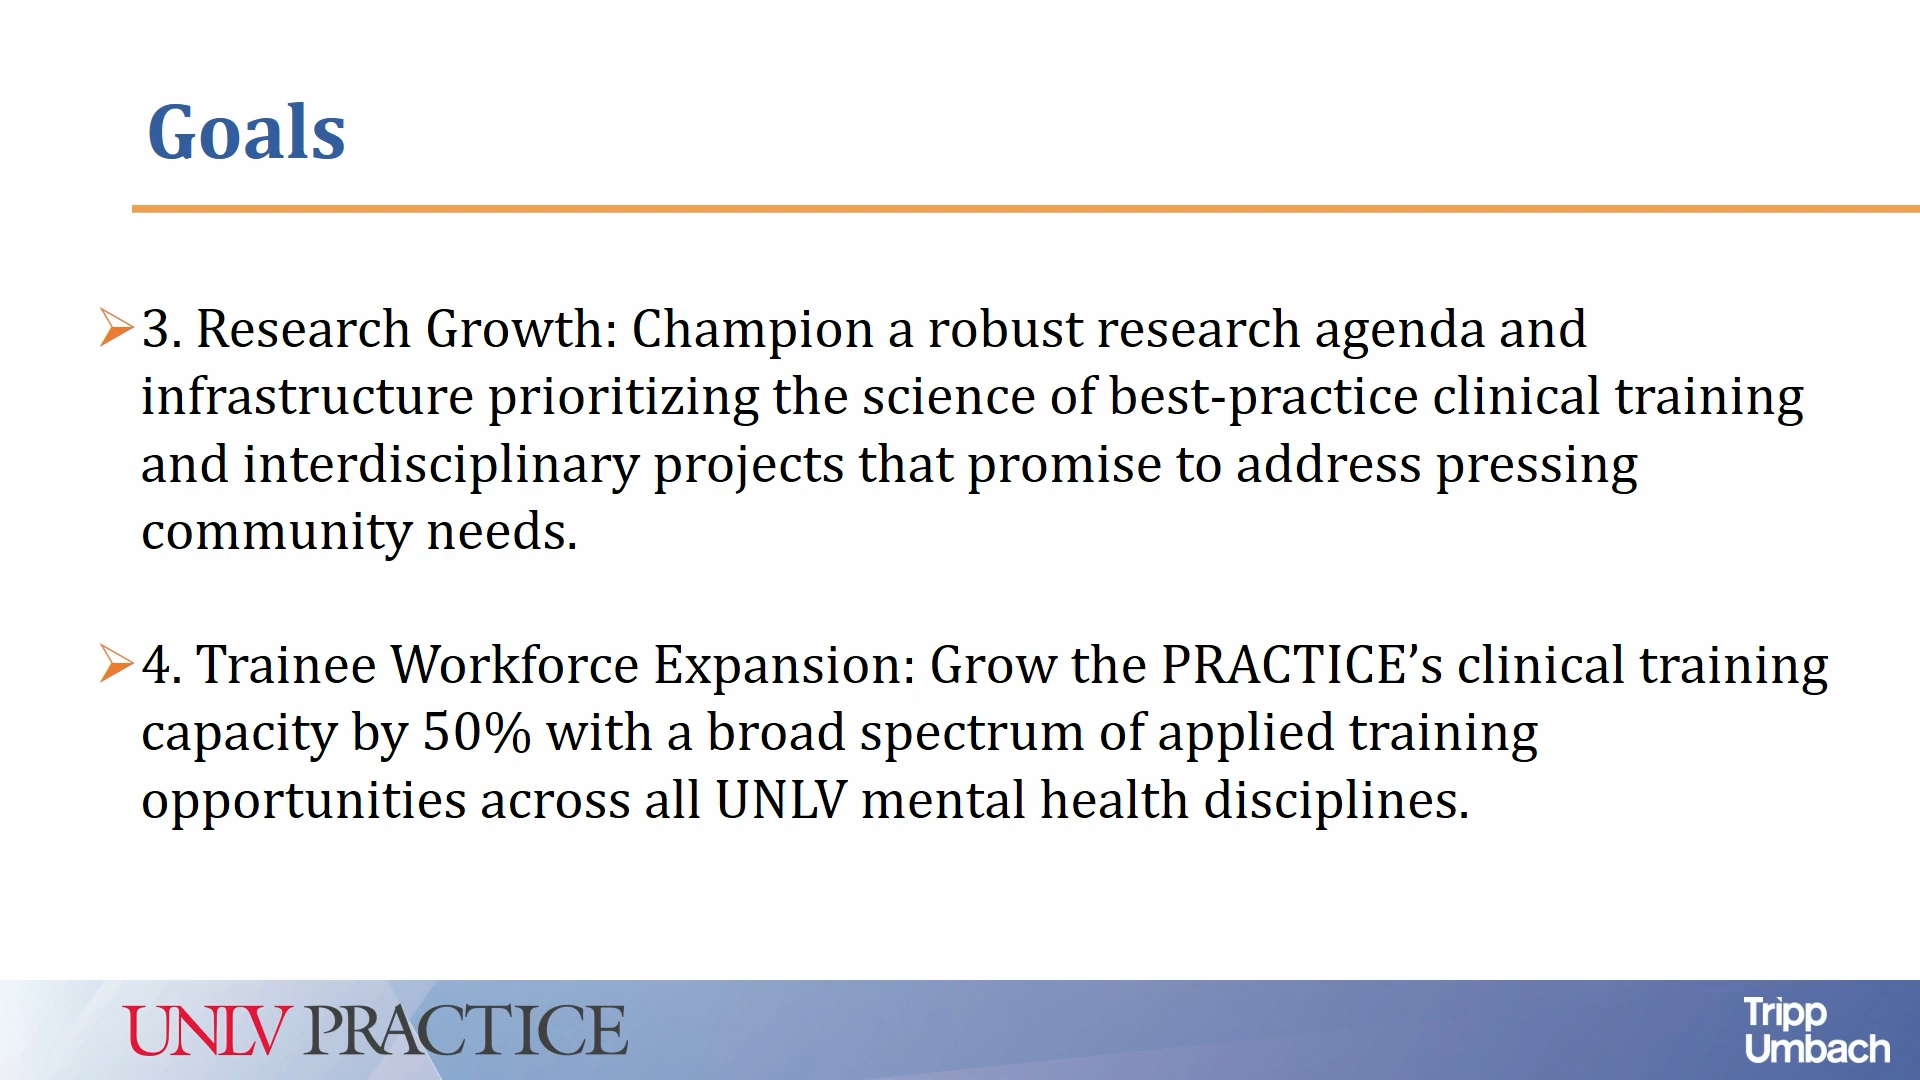 Goals
3. Research Growth: Champion a robust research agenda and
infrastructure prioritizing the science of best-practice clinical training
and interdisciplinary projects that promise to address pressing
community needs.
4. Trainee Workforce Expansion: Grow the PRACTICE’s clinical training
capacity by 50% with a broad spectrum of applied training
opportunities across all UNLV mental health disciplines.
UNLV PRACTICE
Tripp
Umbach